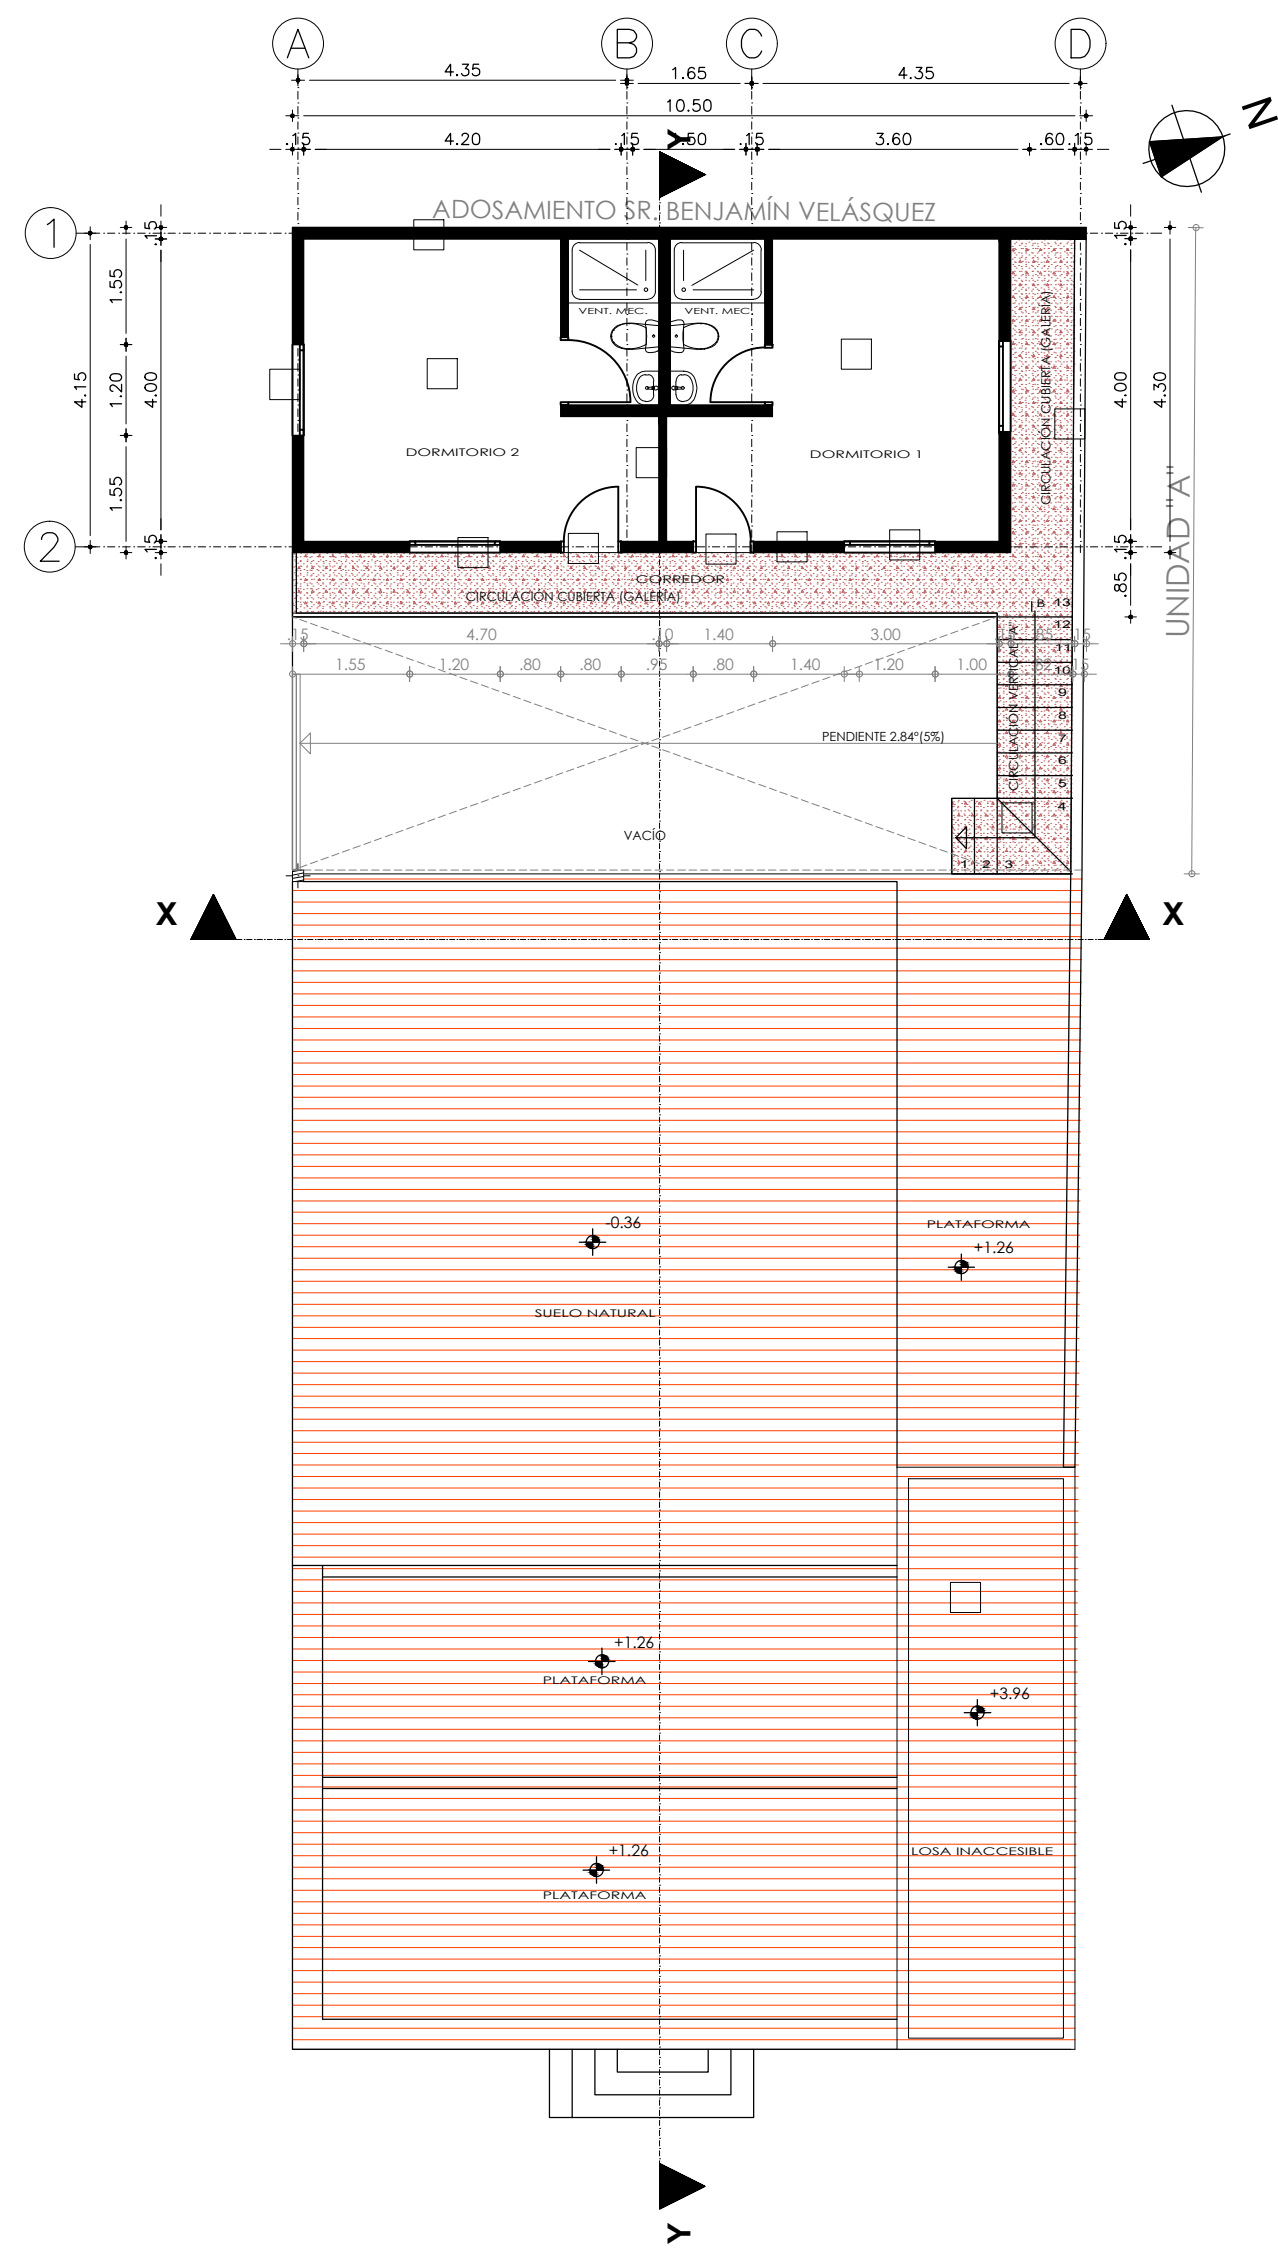 A B C D
4.35 1.65 4.35
10.50
.15 4.20 .15 .15 3.60 .60 .15
Y
N
ADOSAMIENTO SR. BENJAMÍN VELÁSQUEZ
1
2
4.15
1.55 1.20 1.55
.15 4.00 .15
VENT. MEC. VENT. MEC.
DORMITORIO 2
DORMITORIO 1
CIRCULACIÓN CUBIERTA (GALERÍA)
.15 4.00 .15 .85
4.30
UNIDAD "A"
CORREDOR
CIRCULACIÓN CUBIERTA (GALERÍA)
.15 4.70 .10 1.40 3.00 .15
1.55 1.20 .80 .80 .95 .80 1.40 1.20 1.00 .15
B 13
12
11
10
9
8
7
6
5
4
1 2 3
CIRCULACIÓN VERTICAL
PENDIENTE 2.84°(5%)
VACÍO
X X
-0.36
SUELO NATURAL
PLATAFORMA
+1.26
+1.26
PLATAFORMA
+3.96
+1.26
PLATAFORMA
LOSA INACCESIBLE
Y